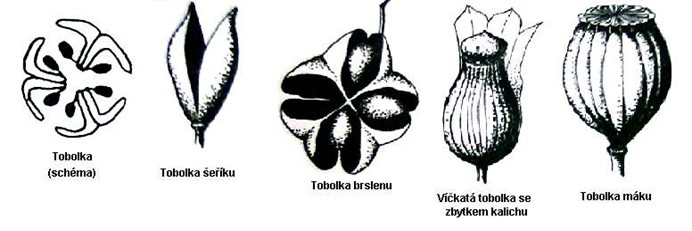 Tobolka
(schéma)
Tobolka šeříku
Tobolka brslenu
Víčkatá tobolka se
zbytkem kalichu
Tobolka máku